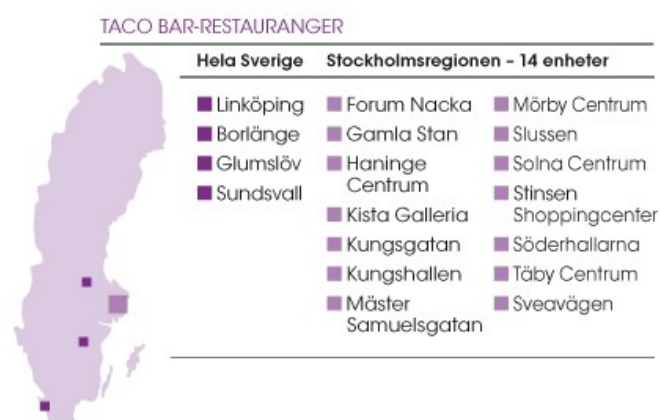 TACO BAR-RESTAURANGER
Hela Sverige
Linköping
Borlänge
Glumslöv
Sundsvall
Stockholmsregionen – 14 enheter
Forum Nacka
Gamla Stan
Haninge
Centrum
Kista Galleria
Kungsgatan
Kungshallen
Mäster
Samuelsgatan
Mörby Centrum
Slussen
Solna Centrum
Stinsen
Shoppingcenter
Söderhallarna
Täby Centrum
Sveavägen